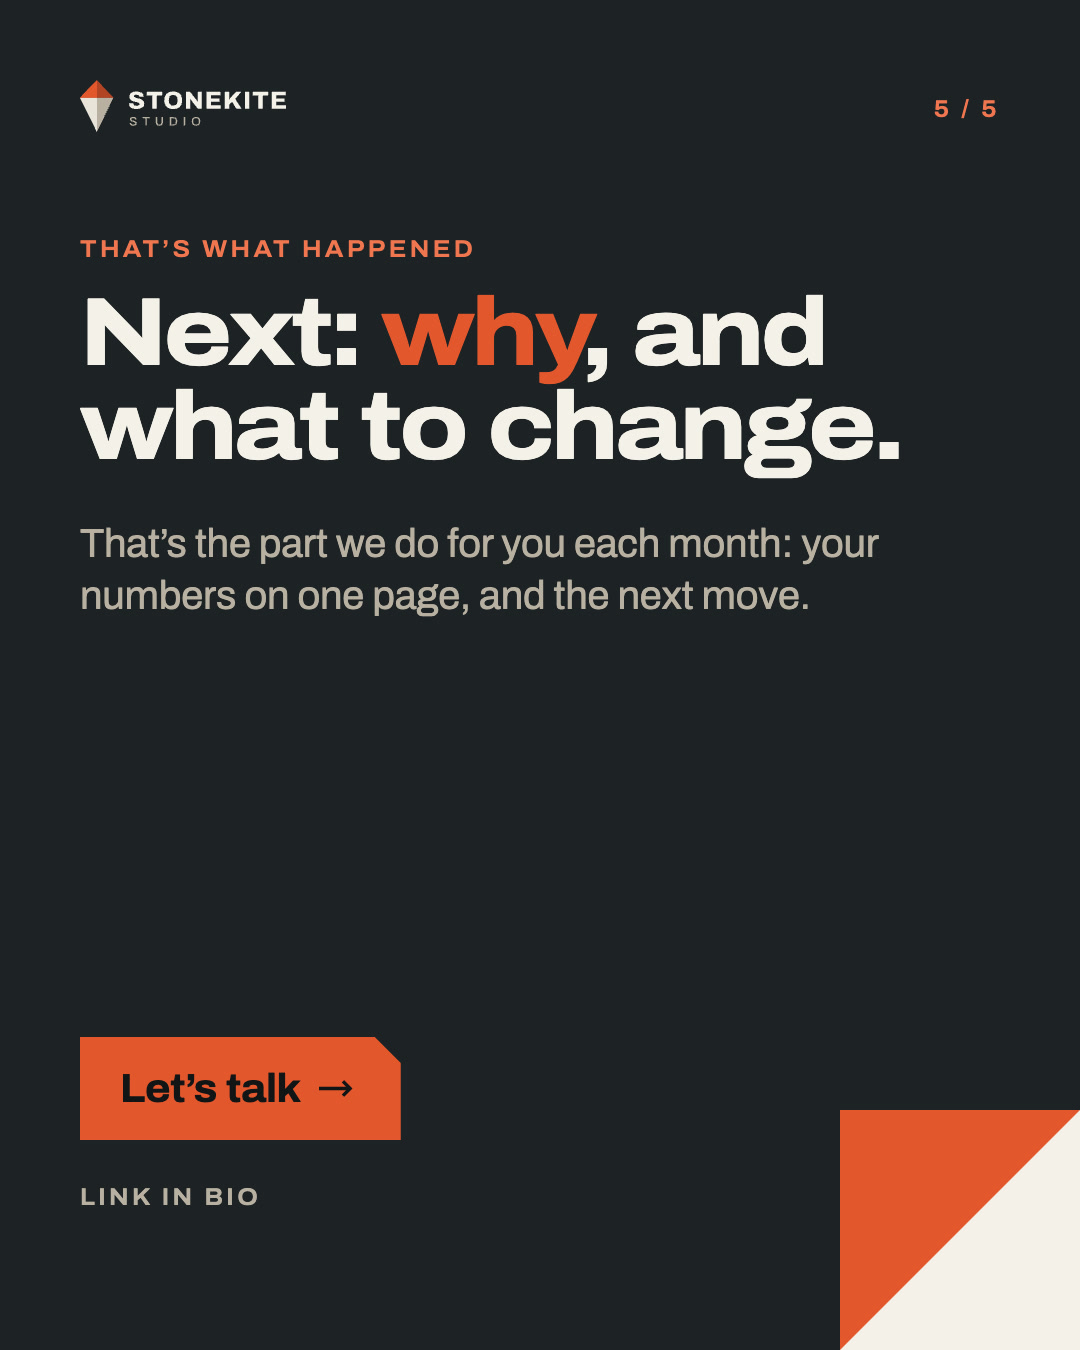 STONEKITE
STUDIO
5 / 5
THAT’S WHAT HAPPENED
Next: why, and
what to change.
That’s the part we do for you each month: your
numbers on one page, and the next move.
Let’s talk →
LINK IN BIO